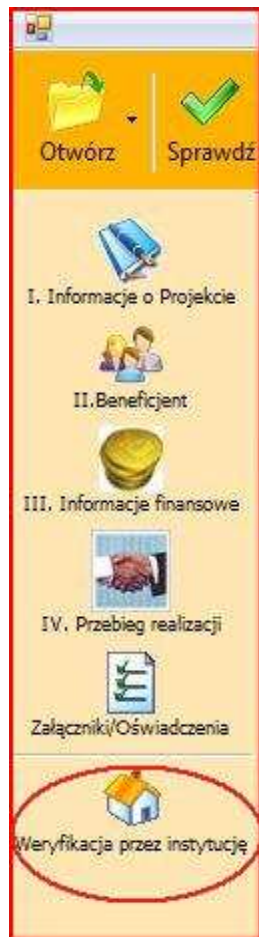 Otwórz
Sprawdź
I. Informacje o Projekcie
II.Beneficjent
III. Informacje finansowe
IV. Przebieg realizacji
Załączniki/Oświadczenia
Weryfikacja przez instytucję